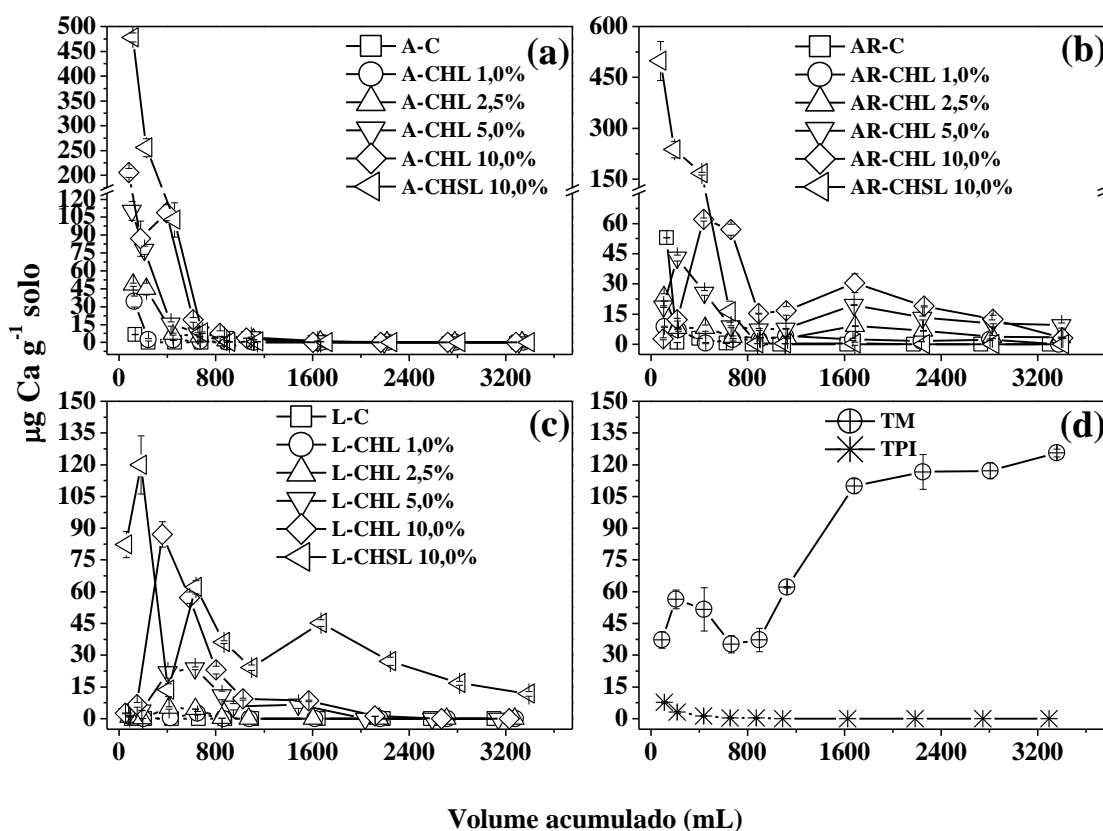 µg Ca g⁻¹ solo
500
475
450
425
400
375
350
325
300
275
250
225
200
120
105
90
75
60
45
30
15
0
A-C
A-CHL 1,0%
A-CHL 2,5%
A-CHL 5,0%
A-CHL 10,0%
A-CHSL 10,0%
(a)
0 800 1600 2400 3200
600
450
300
150
60
45
30
15
0
AR-C
AR-CHL 1,0%
AR-CHL 2,5%
AR-CHL 5,0%
AR-CHL 10,0%
AR-CHSL 10,0%
(b)
0 800 1600 2400 3200
150
135
120
105
90
75
60
45
30
15
0
L-C
L-CHL 1,0%
L-CHL 2,5%
L-CHL 5,0%
L-CHL 10,0%
L-CHSL 10,0%
(c)
0 800 1600 2400 3200
150
135
120
105
90
75
60
45
30
15
0
TM
TPI
(d)
0 800 1600 2400 3200
Volume acumulado (mL)